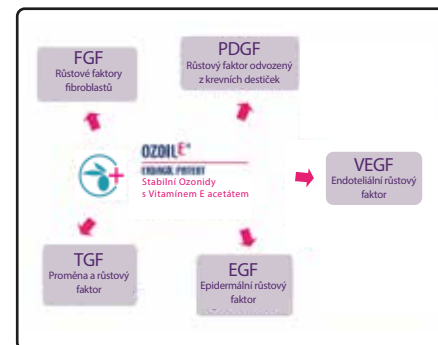 FGF
Růstové faktory
fibroblastů
PDGF
Růstový faktor odvozený
z krevních destiček
OZOILE®
Stabilní Ozonidy
s Vitamínem E acetátem
VEGF
Endoteliální růstový
faktor
TGF
Proměna a růstový
faktor
EGF
Epidermální růstový
faktor